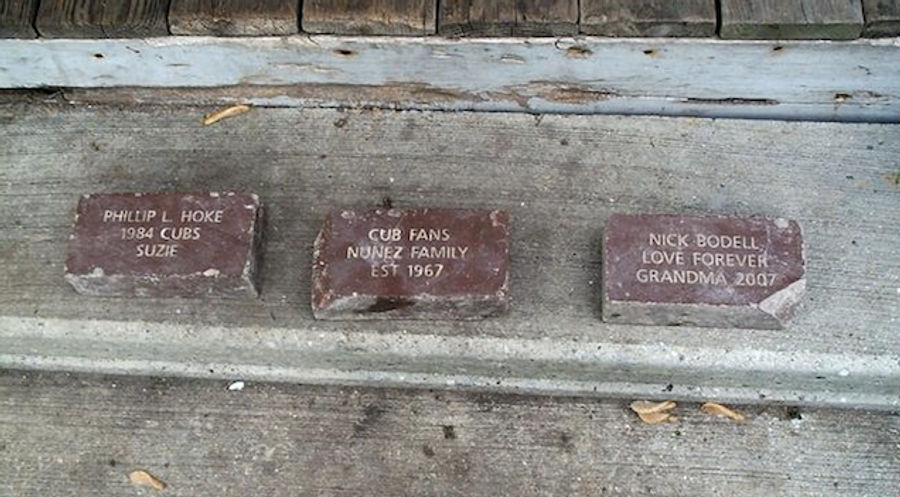 PHILLIP L. HOKE
1984 CUBS
SUZIE
CUB FANS
NUNEZ FAMILY
EST 1967
NICK BODELL
LOVE FOREVER
GRANDMA 2007